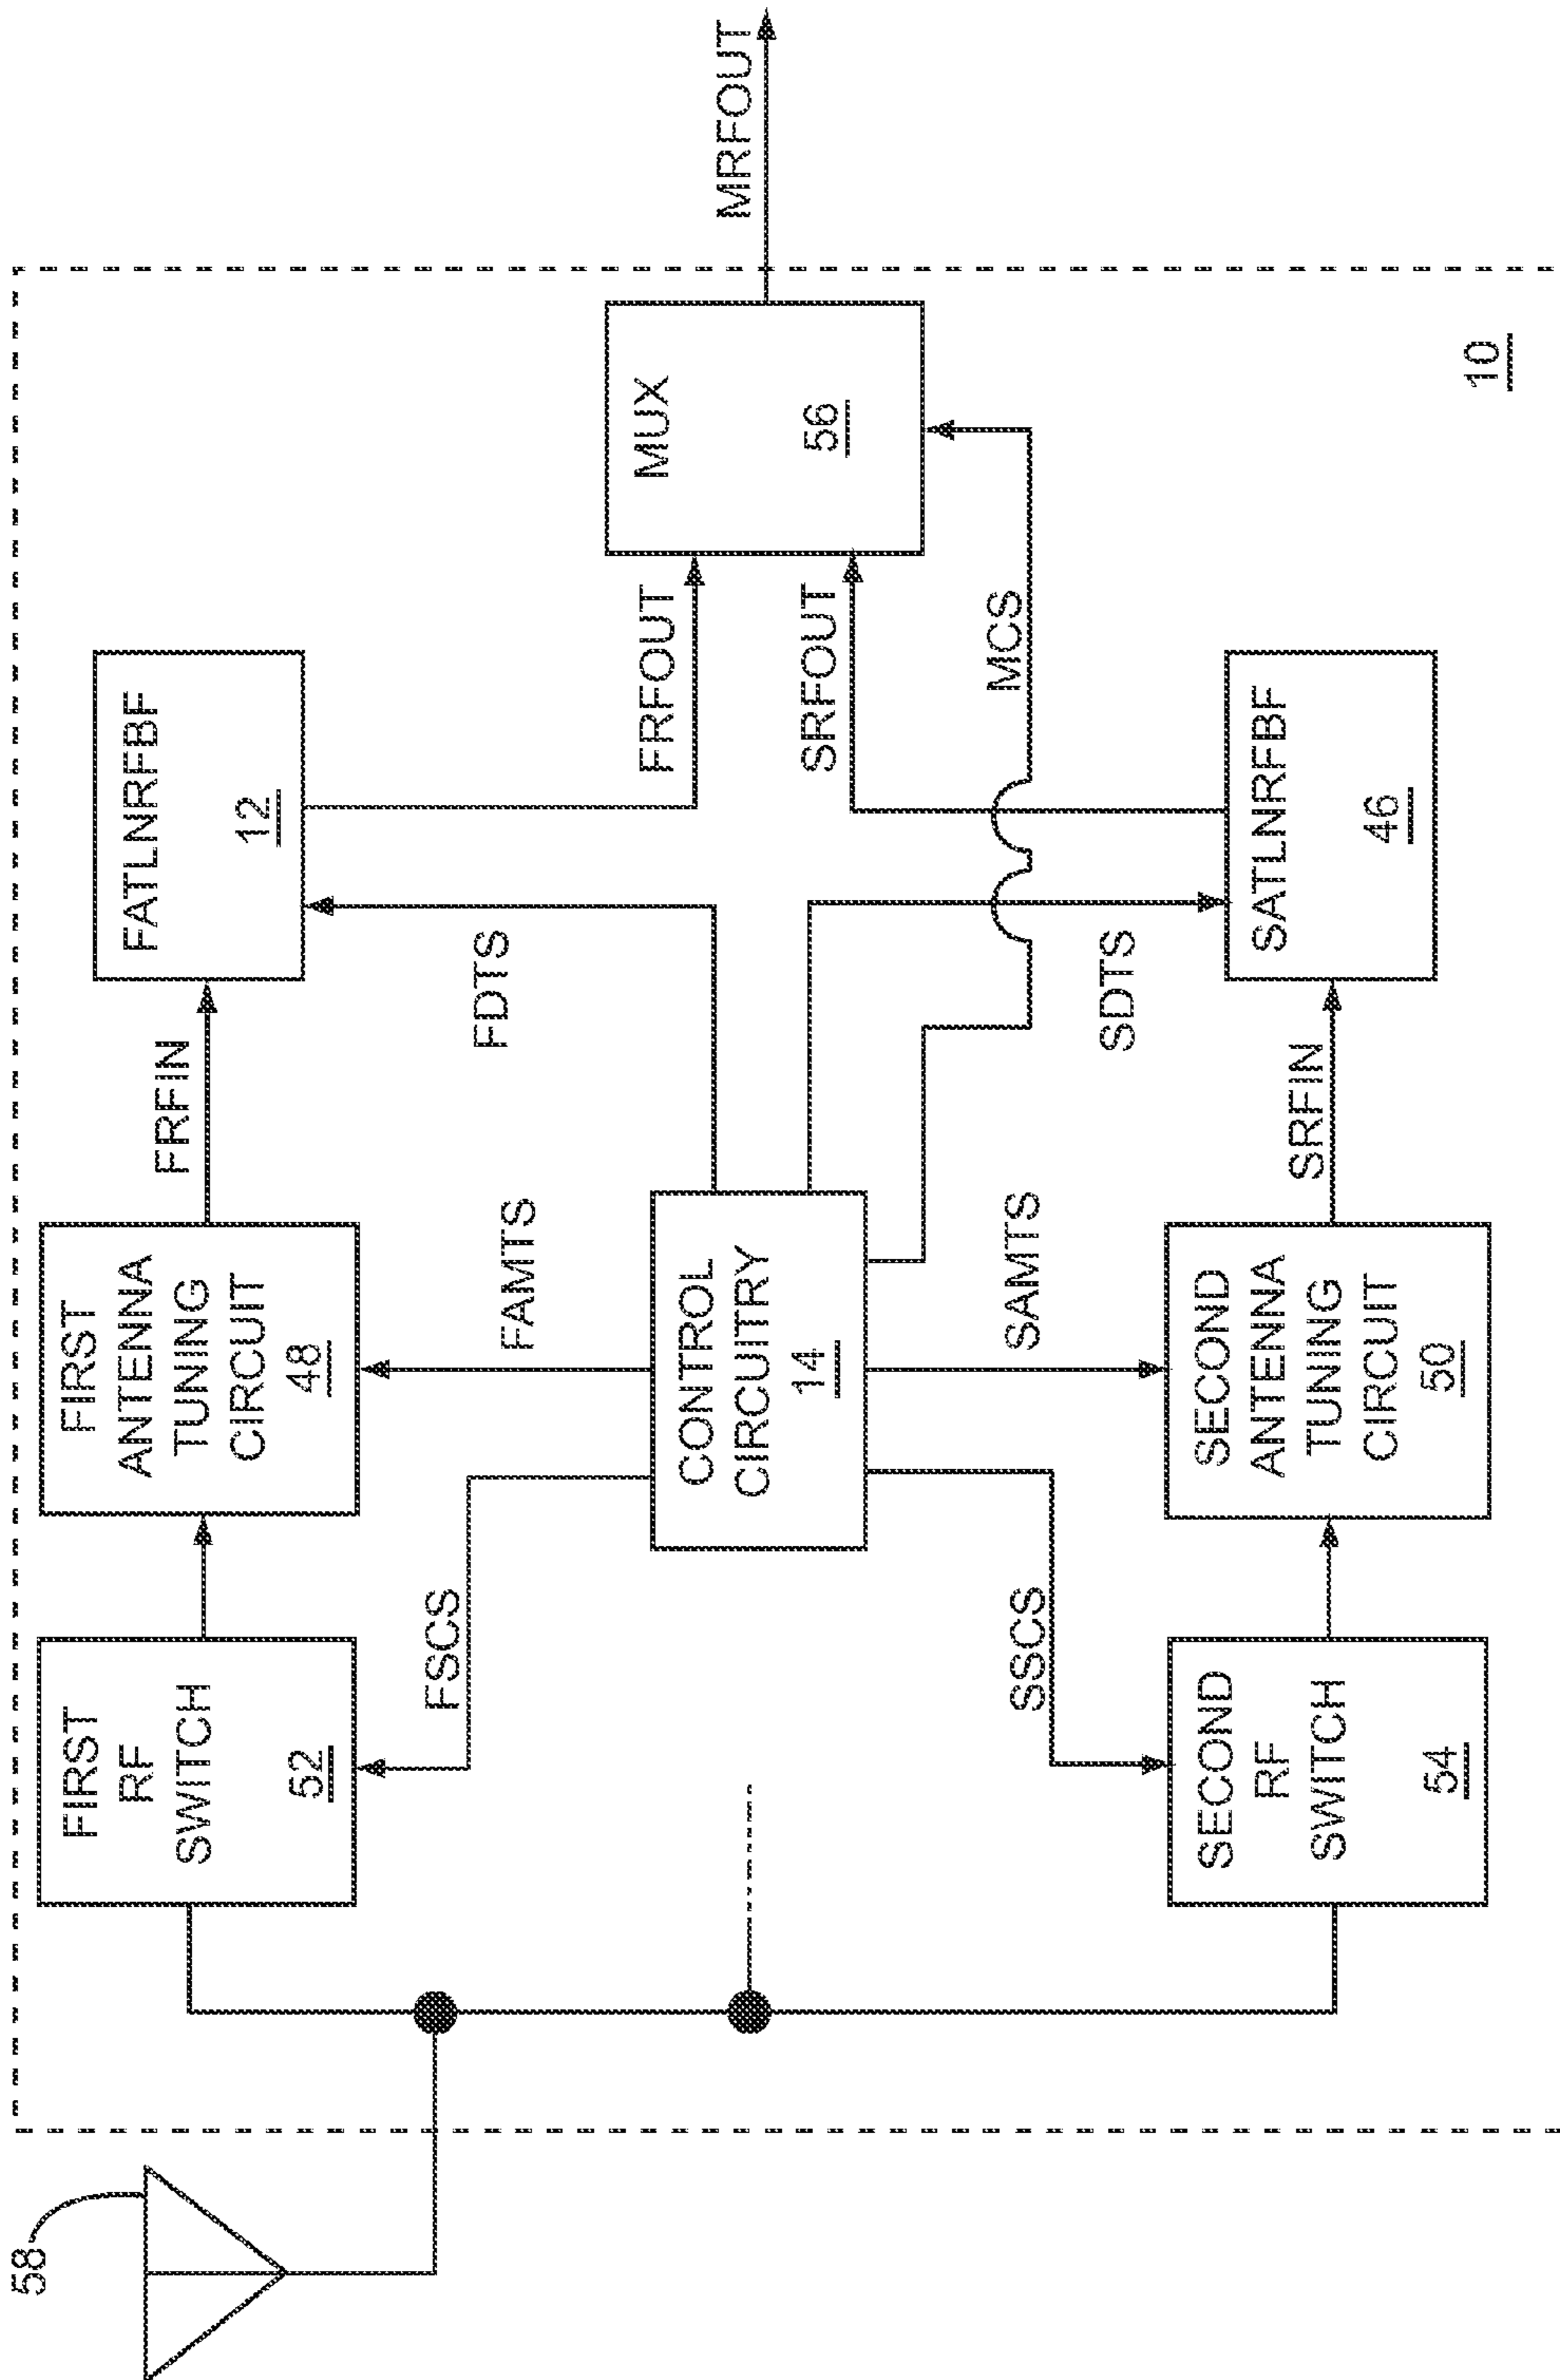 58
FIRST
RF
SWITCH
52
FIRST
ANTENNA
TUNING
CIRCUIT
48
FRFIN
FATLNRFBF
12
FSCS
FAMTS
FDTS
FRFOUT
CONTROL
CIRCUITRY
14
MUX
56
MRFOUT
SRFOUT
MCS
SSCS
SAMTS
SDTS
SECOND
RF
SWITCH
54
SECOND
ANTENNA
TUNING
CIRCUIT
50
SRFIN
SATLNRFBF
46
10